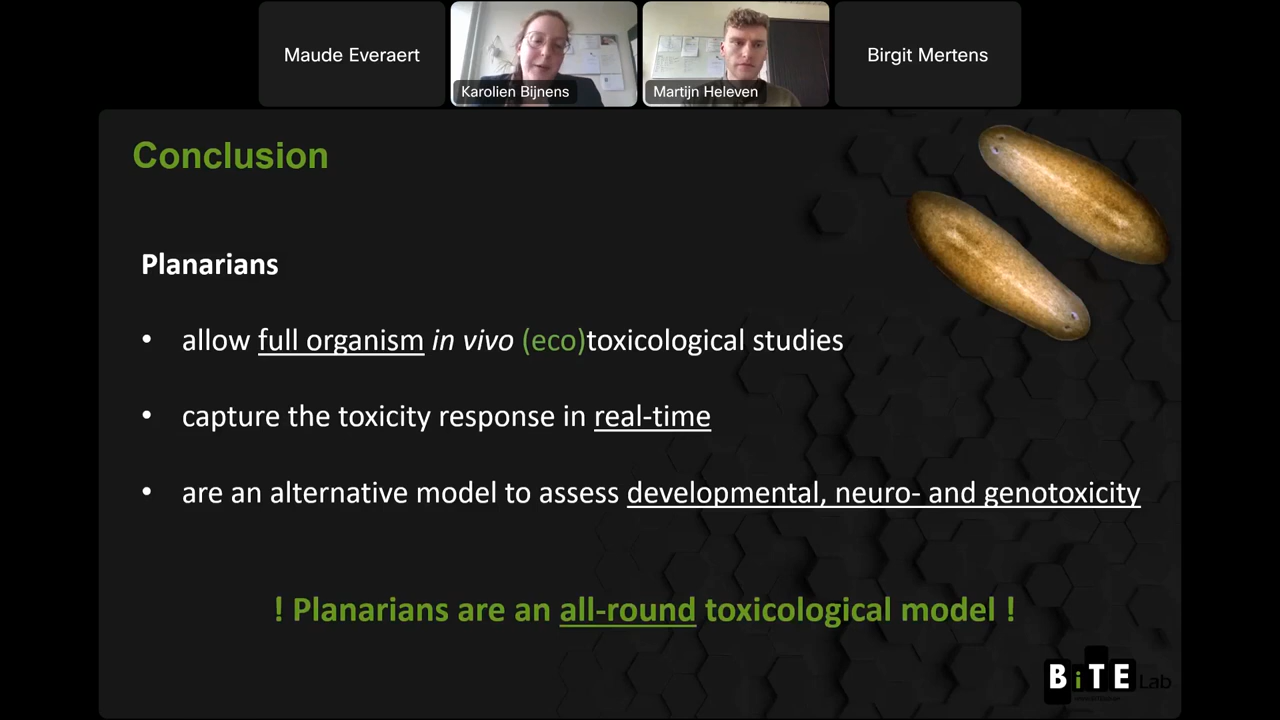 Maude Everaert
Karolien Bijnens
Martijn Heleven
Birgit Mertens
Conclusion
Planarians
• allow full organism in vivo (eco)toxicological studies
• capture the toxicity response in real-time
• are an alternative model to assess developmental, neuro- and genotoxicity
! Planarians are an all-round toxicological model !
BiTE Lab